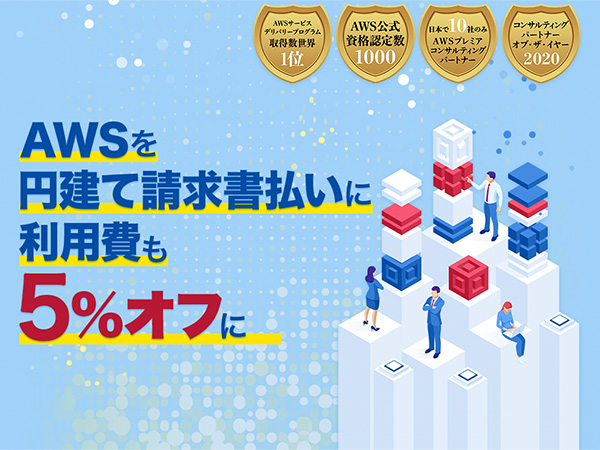 AWSサービス
デリバリープログラム
取得数世界
1位
AWS公式
資格認定数
1000
日本で10社のみ
AWSプレミア
コンサルティング
パートナー
コンサルティング
パートナー
オブ・ザ・イヤー
2020
AWSを
円建て請求書払いに
利用費も
5%オフに